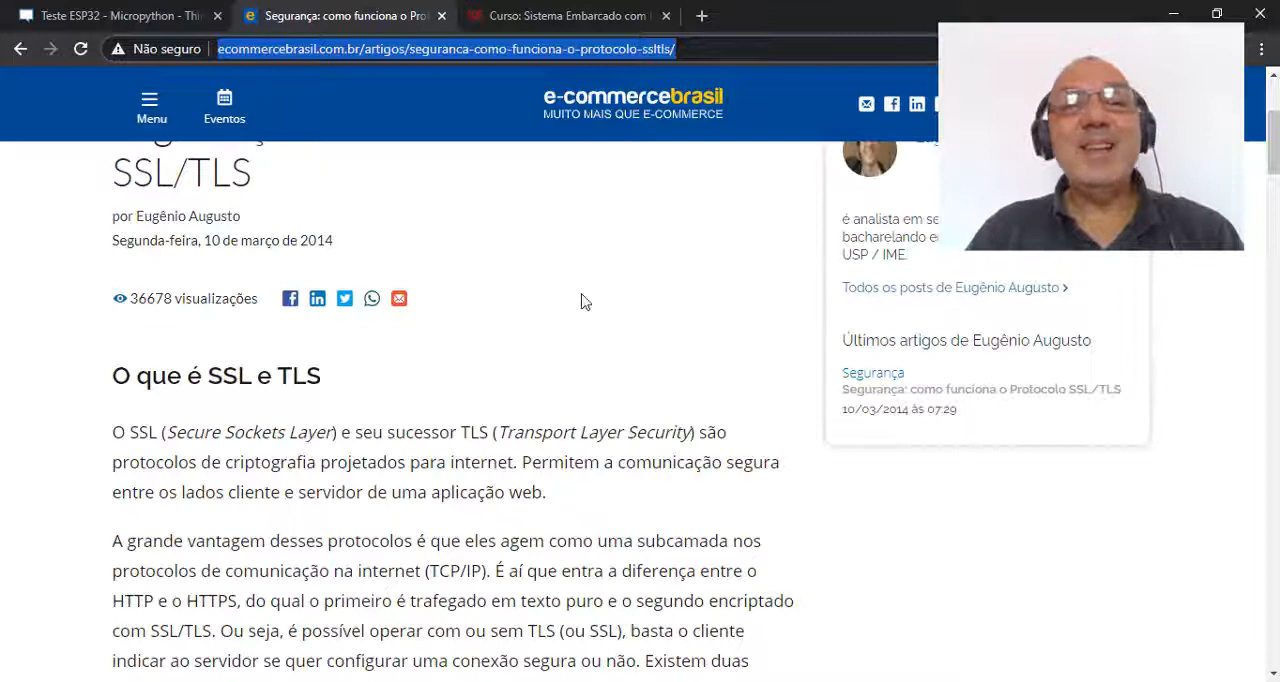 Teste ESP32 - Micropython - Thi
Segurança: como funciona o Pro
Curso: Sistema Embarcado com
Não seguro
ecommercebrasil.com.br/artigos/seguranca-como-funciona-o-protocolo-ssltls/
Menu
Eventos
e-commercebrasil
MUITO MAIS QUE E-COMMERCE
SSL/TLS
por Eugênio Augusto
Segunda-feira, 10 de março de 2014
36678 visualizações
O que é SSL e TLS
O SSL (Secure Sockets Layer) e seu sucessor TLS (Transport Layer Security) são
protocolos de criptografia projetados para internet. Permitem a comunicação segura
entre os lados cliente e servidor de uma aplicação web.
A grande vantagem desses protocolos é que eles agem como uma subcamada nos
protocolos de comunicação na internet (TCP/IP). É aí que entra a diferença entre o
HTTP e o HTTPS, do qual o primeiro é trafegado em texto puro e o segundo encriptado
com SSL/TLS. Ou seja, é possível operar com ou sem TLS (ou SSL), basta o cliente
indicar ao servidor se quer configurar uma conexão segura ou não. Existem duas
é analista em se
bacharelando e
USP / IME.
Todos os posts de Eugênio Augusto
Últimos artigos de Eugênio Augusto
Segurança
Segurança: como funciona o Protocolo SSL/TLS
10/03/2014 às 07:29